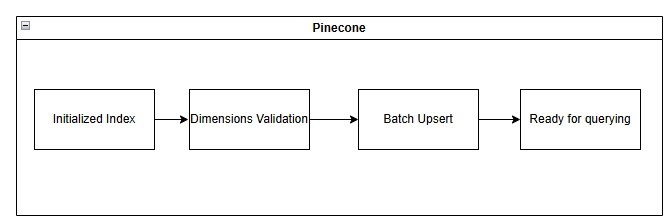 Pinecone
Initialized Index
Dimensions Validation
Batch Upsert
Ready for querying